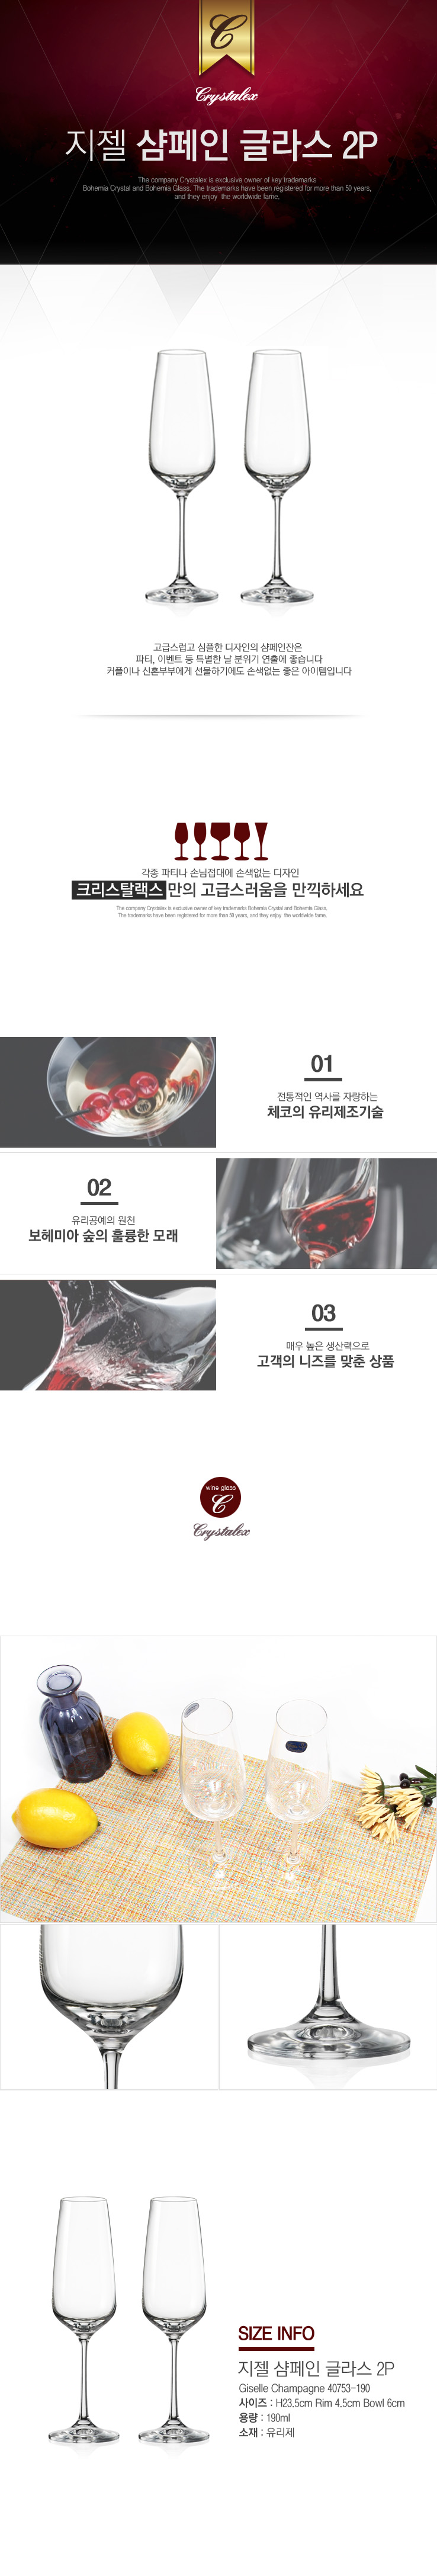 C
Crystalex
지젤 샴페인 글라스 2P
The company Crystalex is exclusive owner of key trademarks
Bohemia Crystal and Bohemia Glass. The trademarks have been registered for more than 50 years,
and they enjoy the worldwide fame.
고급스럽고 심플한 디자인의 샴페인잔은
파티, 이벤트 등 특별한 날 분위기 연출에 좋습니다
커플이나 신혼부부에게 선물하기에도 손색없는 좋은 아이템입니다
각종 파티나 손님접대에 손색없는 디자인
크리스탈랙스만의 고급스러움을 만끽하세요
The company Crystalex is exclusive owner of key trademarks Bohemia Crystal and Bohemia Glass.
The trademarks have been registered for more than 50 years, and they enjoy the worldwide fame.
01
전통적인 역사를 자랑하는
체코의 유리제조기술
02
유리공예의 원천
보헤미아 숲의 훌륭한 모래
03
매우 높은 생산력으로
고객의 니즈를 맞춘 상품
wine glass
C
Crystalex
SIZE INFO
지젤 샴페인 글라스 2P
Giselle Champagne 40753-190
사이즈 : H23.5cm Rim 4.5cm Bowl 6cm
용량 : 190ml
소재 : 유리제